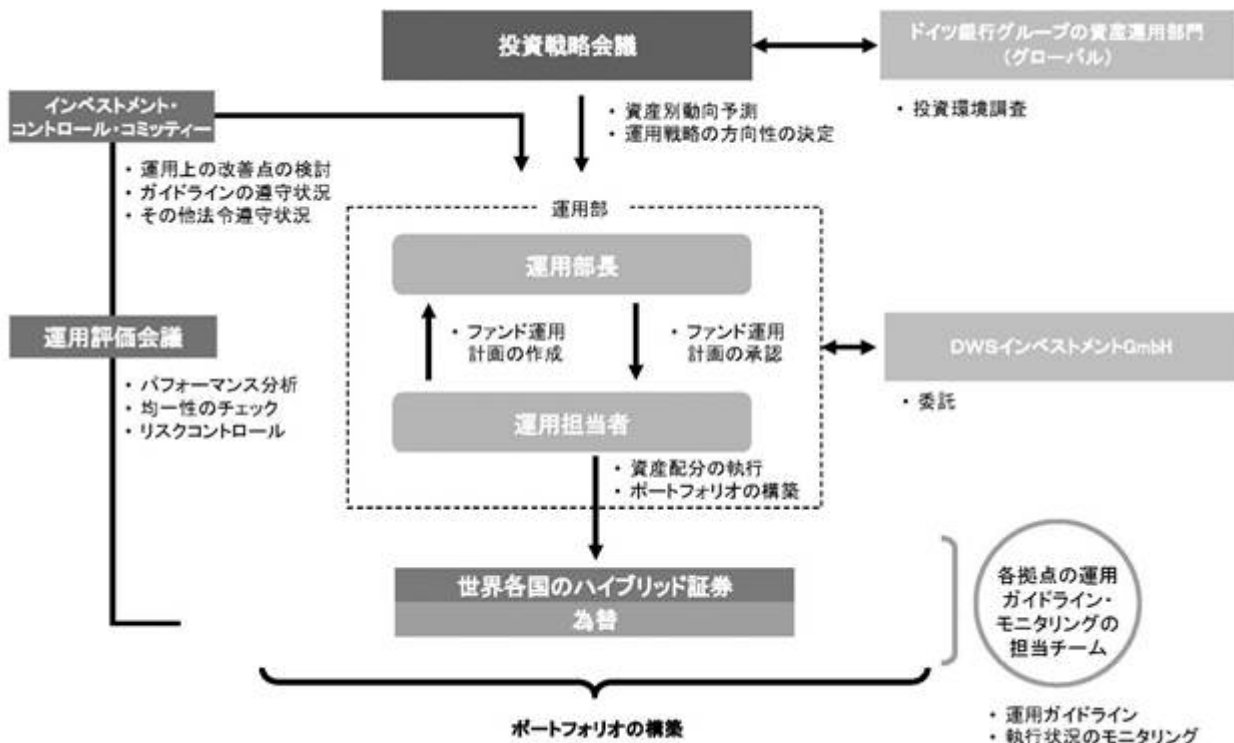 投資戦略会議
ドイツ銀行グループの資産運用部門
(グローバル)
・投資環境調査
・資産別動向予測
・運用戦略の方向性の決定
インベストメント・
コントロール・コミッティー
・運用上の改善点の検討
・ガイドラインの遵守状況
・その他法令遵守状況
運用部
運用部長
・ファンド運用
計画の作成
・ファンド運用
計画の承認
運用評価会議
・パフォーマンス分析
・均一性のチェック
・リスクコントロール
DWSインベストメントGmbH
・委託
運用担当者
・資産配分の執行
・ポートフォリオの構築
世界各国のハイブリッド証券
為替
各拠点の運用
ガイドライン・
モニタリングの
担当チーム
・運用ガイドライン
・執行状況のモニタリング
ポートフォリオの構築